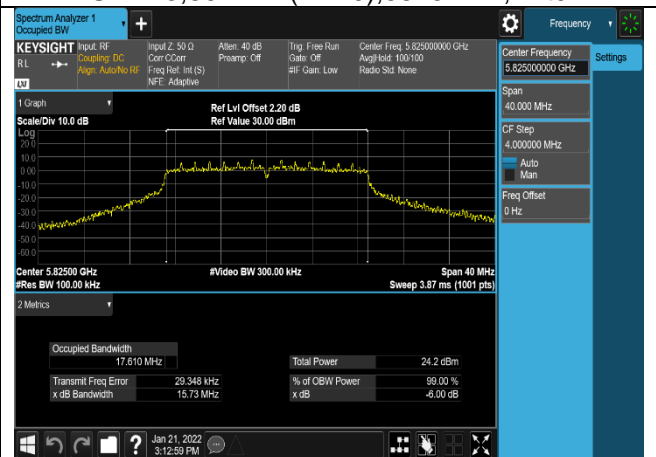 Spectrum Analyzer 1
Occupied BW
+
Frequency
KEYSIGHT
RL
LXI
Input: RF
Coupling: DC
Align: Auto/No RF
Input Z: 50 Ω
Corr CCorr
Freq Ref: Int (S)
NFE: Adaptive
Atten: 40 dB
Preamp: Off
Trig: Free Run
Gate: Off
#IF Gain: Low
Center Freq: 5.825000000 GHz
Avg|Hold: 100/100
Radio Std: None
Center Frequency
5.825000000 GHz
Settings
Span
40.000 MHz
CF Step
4.000000 MHz
Auto
Man
Freq Offset
0 Hz
1 Graph
Scale/Div 10.0 dB
Ref Lvl Offset 2.20 dB
Ref Value 30.00 dBm
Log
20.0
10.0
0.00
-10.0
-20.0
-30.0
-40.0
-50.0
-60.0
Center 5.82500 GHz
#Res BW 100.00 kHz
#Video BW 300.00 kHz
Span 40 MHz
Sweep 3.87 ms (1001 pts)
2 Metrics
Occupied Bandwidth
17.610 MHz
Total Power 24.2 dBm
Transmit Freq Error 29.348 kHz
% of OBW Power 99.00 %
x dB Bandwidth 15.73 MHz
x dB -6.00 dB
?
Jan 21, 2022
3:12:59 PM